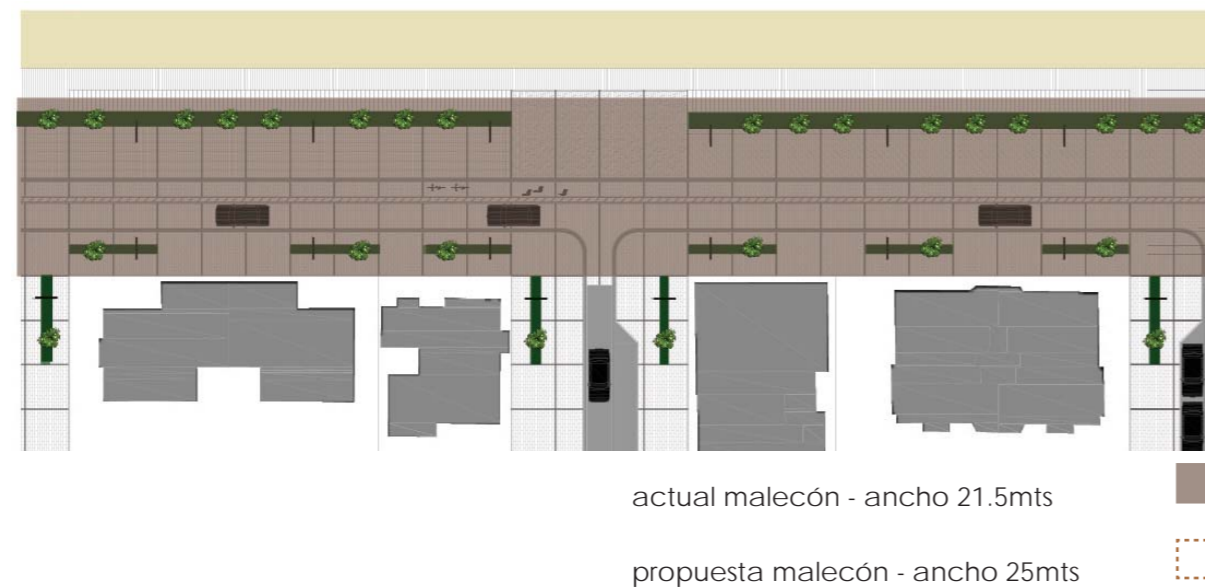 actual malecón - ancho 21.5mts
propuesta malecón - ancho 25mts